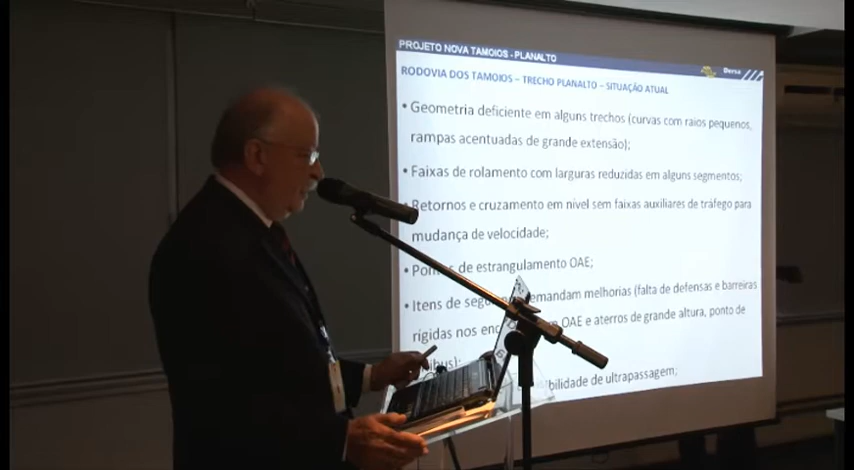 PROJETO NOVA TAMOIOS - PLANALTO
Dersa
RODOVIA DOS TAMOIOS – TRECHO PLANALTO – SITUAÇÃO ATUAL
• Geometria deficiente em alguns trechos (curvas com raios pequenos,
rampas acentuadas de grande extensão);
• Faixas de rolamento com larguras reduzidas em alguns segmentos;
Retornos e cruzamento em nível sem faixas auxiliares de tráfego para
mudança de velocidade;
• de estrangulamento OAE;
• Itens de demandam melhorias (falta de defensas e barreiras
rígidas nos OAE e aterros de grande altura, ponto de
de ultrapassagem;